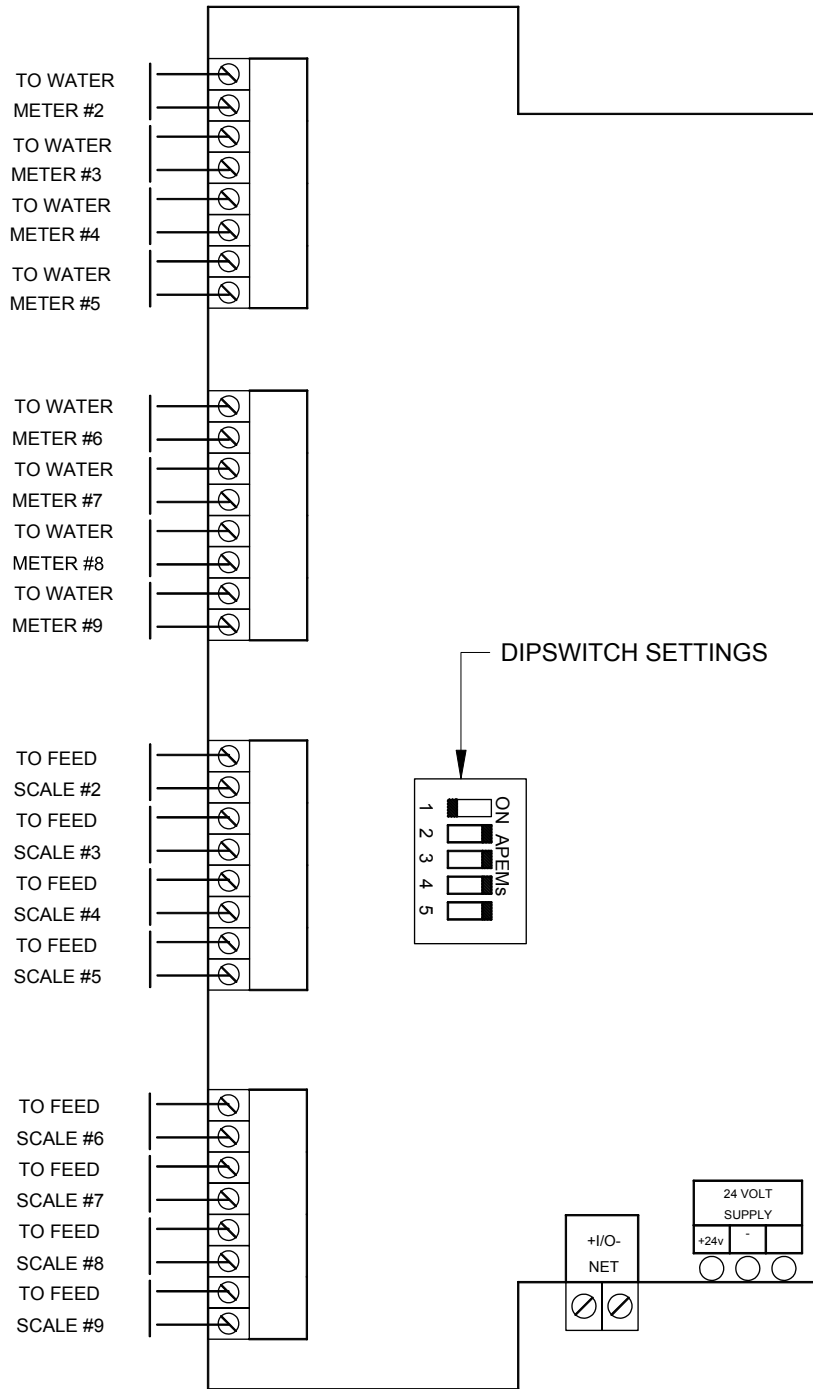 TO WATER
METER #2
TO WATER
METER #3
TO WATER
METER #4
TO WATER
METER #5
TO WATER
METER #6
TO WATER
METER #7
TO WATER
METER #8
TO WATER
METER #9
DIPSWITCH SETTINGS
ON APEMs
1
2
3
4
5
TO FEED
SCALE #2
TO FEED
SCALE #3
TO FEED
SCALE #4
TO FEED
SCALE #5
TO FEED
SCALE #6
TO FEED
SCALE #7
TO FEED
SCALE #8
TO FEED
SCALE #9
+I/O-
NET
24 VOLT
SUPPLY
+24v -